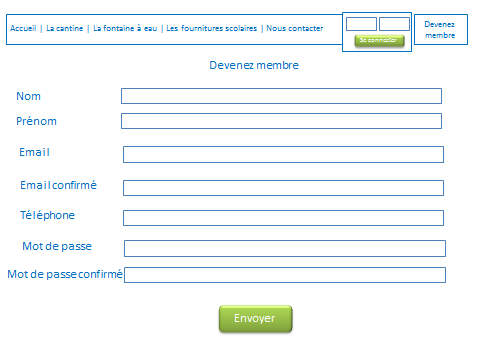 Accueil | La cantine | La fontaine à eau | Les fournitures scolaires | Nous contacter
Se connecter
Devenez
membre
Devenez membre
Nom
Prénom
Email
Email confirmé
Téléphone
Mot de passe
Mot de passe confirmé
Envoyer